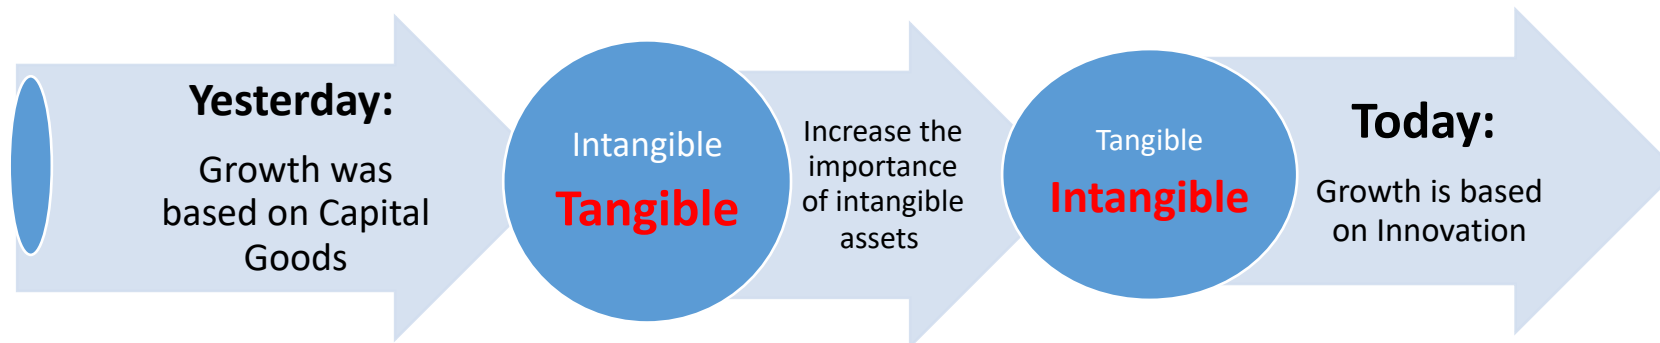 Yesterday:
Growth was
based on Capital
Goods
Intangible
Tangible
Increase the
importance
of intangible
assets
Tangible
Intangible
Today:
Growth is based
on Innovation